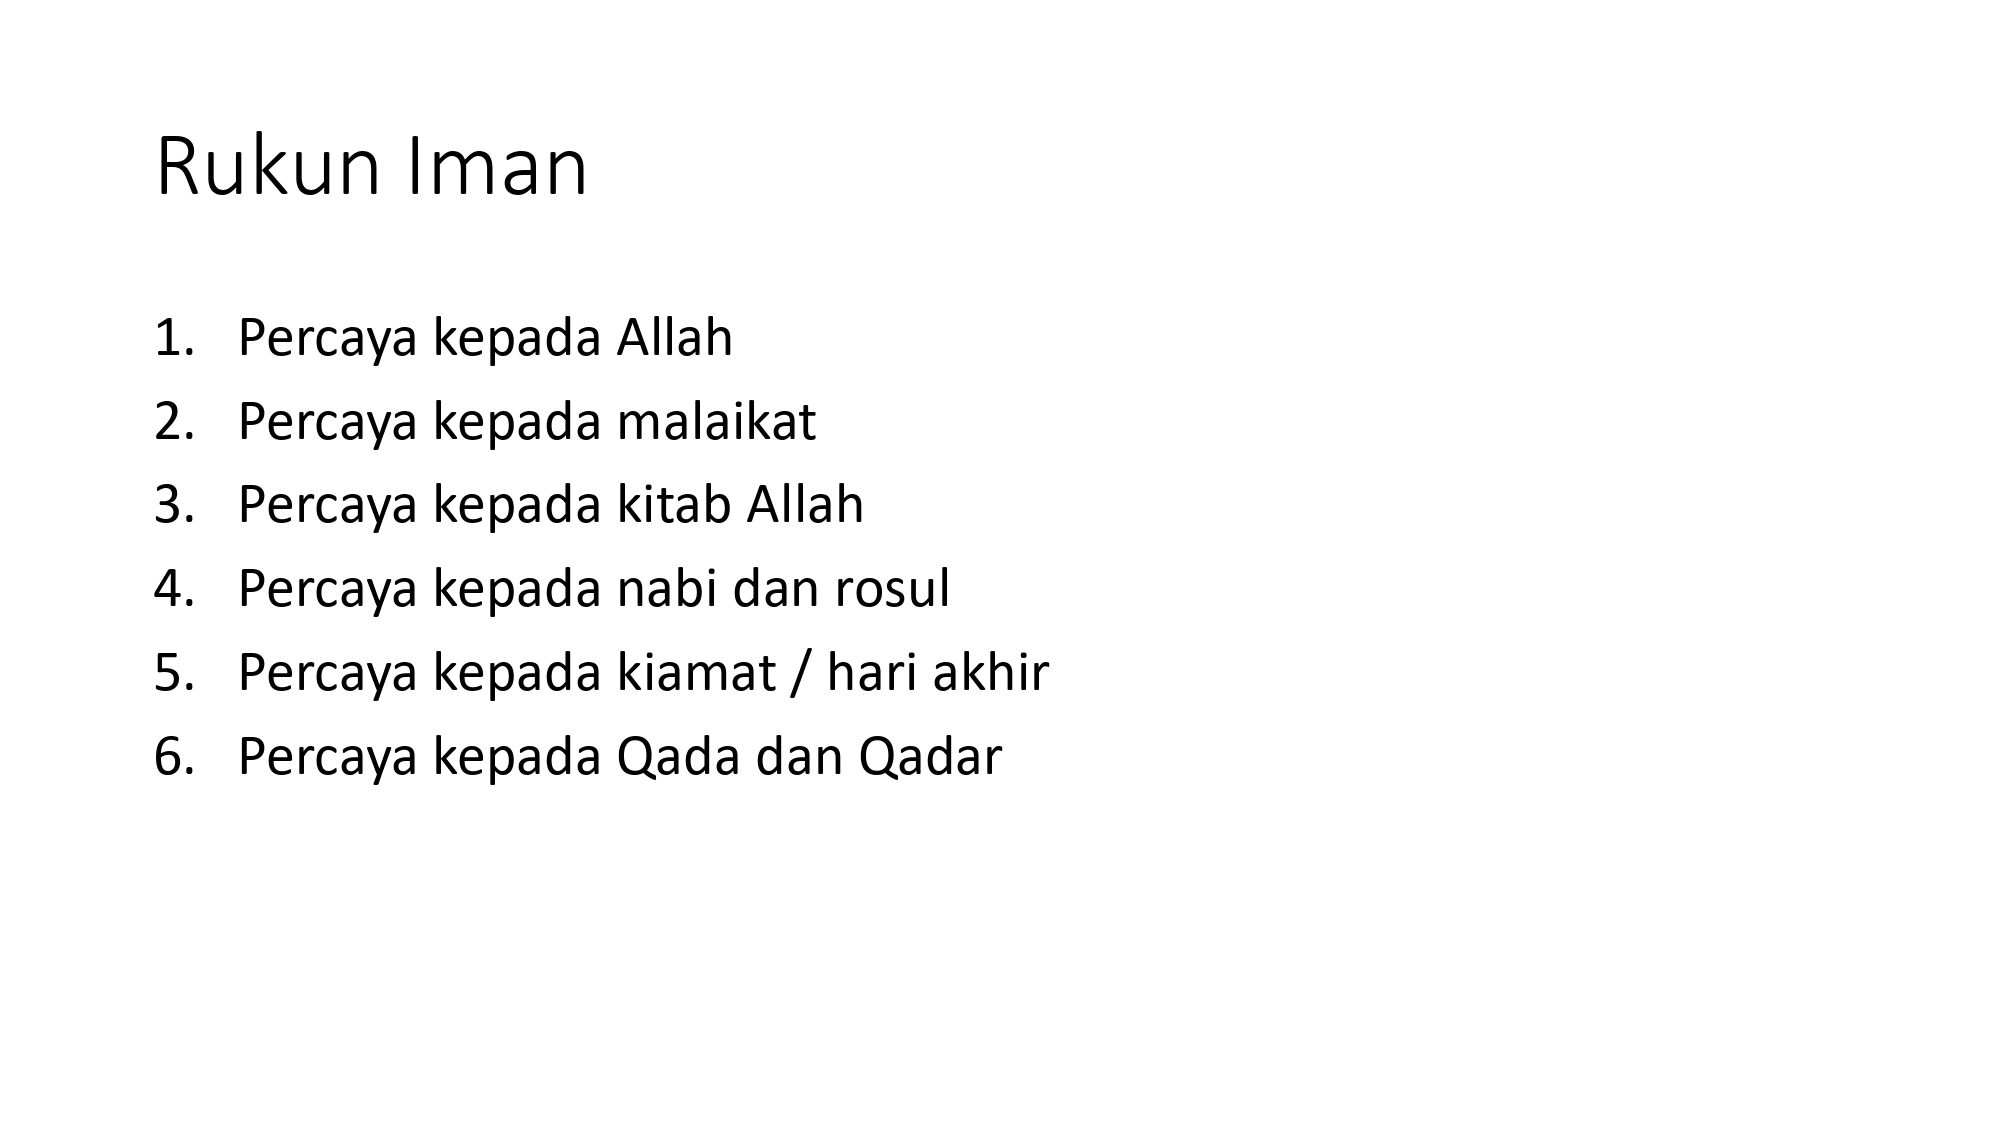 Rukun Iman
1. Percaya kepada Allah
2. Percaya kepada malaikat
3. Percaya kepada kitab Allah
4. Percaya kepada nabi dan rosul
5. Percaya kepada kiamat / hari akhir
6. Percaya kepada Qada dan Qadar